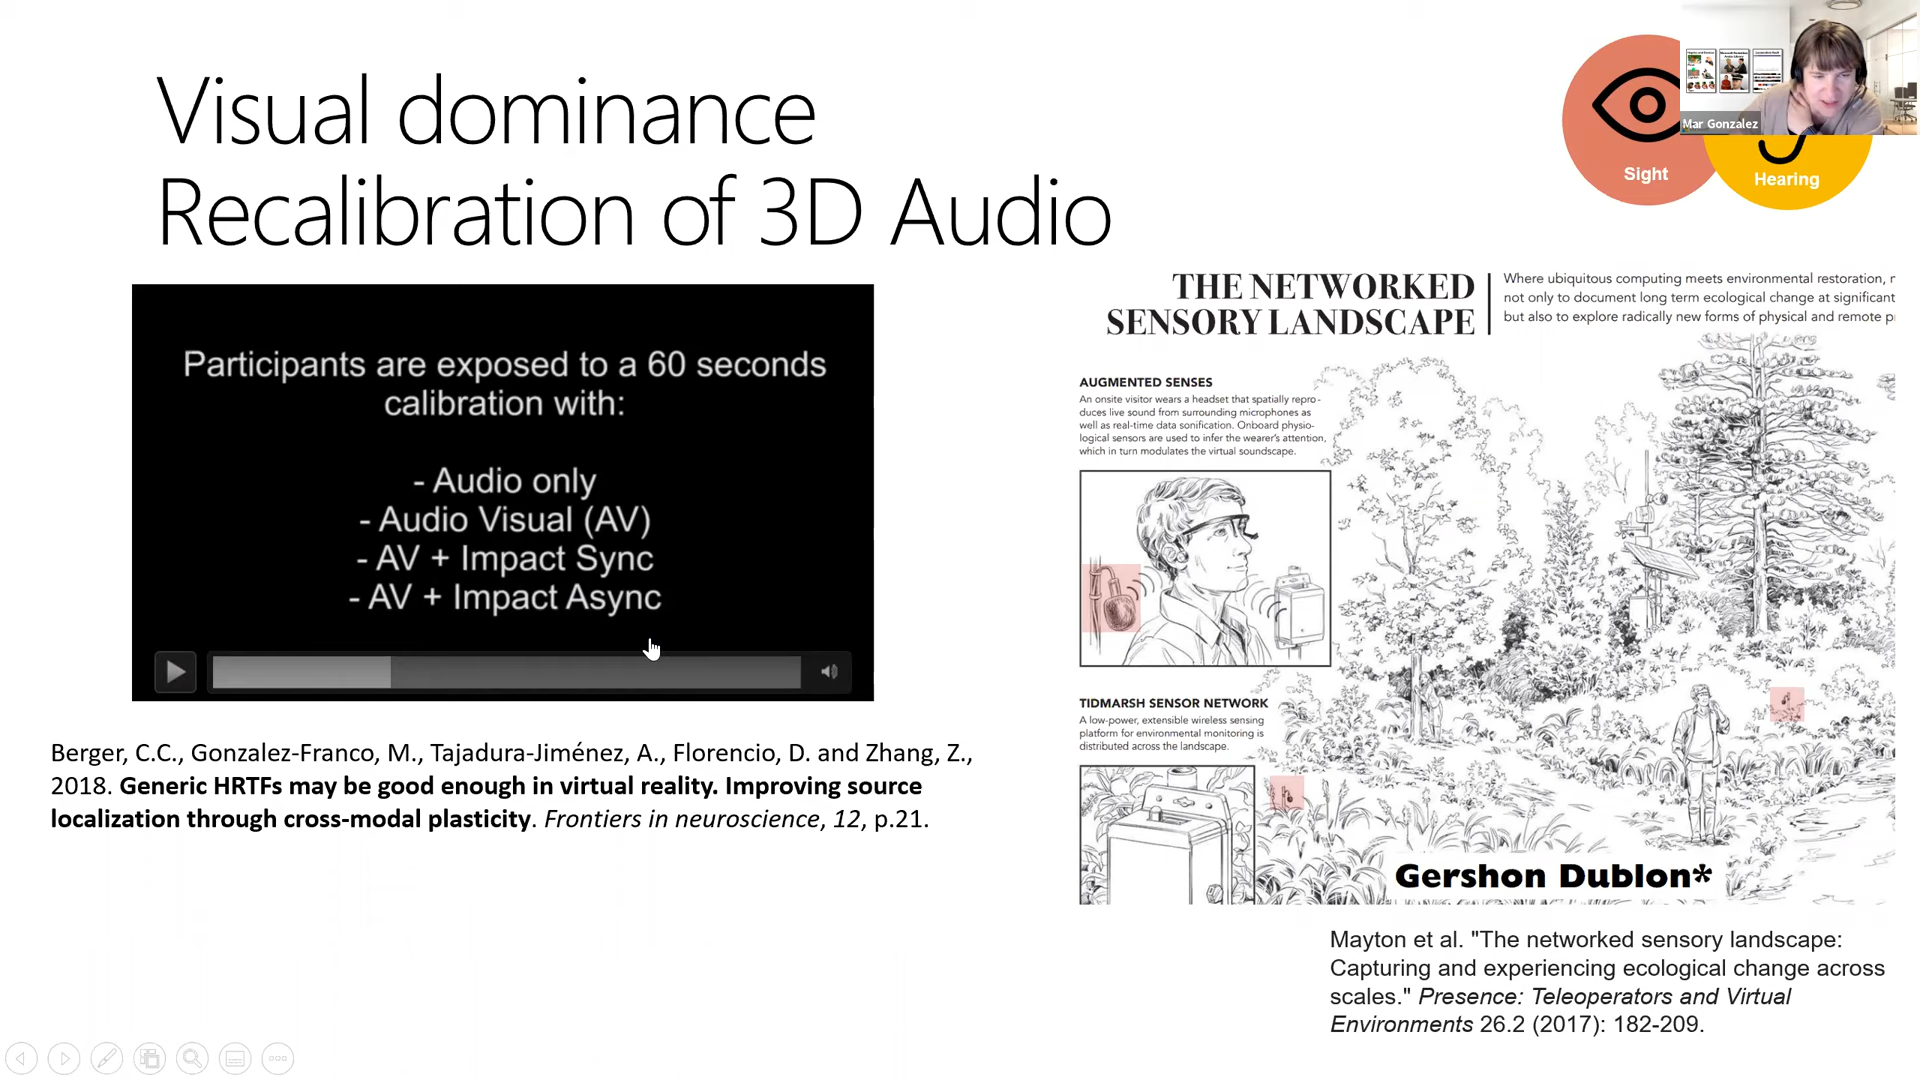 Visual dominance
Recalibration of 3D Audio
Mar Gonzalez
Sight
Hearing
Participants are exposed to a 60 seconds
calibration with:
- Audio only
- Audio Visual (AV)
- AV + Impact Sync
- AV + Impact Async
Berger, C.C., Gonzalez-Franco, M., Tajadura-Jiménez, A., Florencio, D. and Zhang, Z.,
2018. Generic HRTFs may be good enough in virtual reality. Improving source
localization through cross-modal plasticity. Frontiers in neuroscience, 12, p.21.
THE NETWORKED
SENSORY LANDSCAPE
Where ubiquitous computing meets environmental restoration,
not only to document long term ecological change at significant
but also to explore radically new forms of physical and remote
AUGMENTED SENSES
An onsite visitor wears a headset that spatially repro-
duces live sound from surrounding microphones as
well as real-time data sonification. Onboard physio-
logical sensors are used to infer the wearer's attention,
which in turn modulates the virtual soundscape.
TIDMARSH SENSOR NETWORK
A low-power, extensible wireless sensing
platform for environmental monitoring is
distributed across the landscape.
Gershon Dublon*
Mayton et al. "The networked sensory landscape:
Capturing and experiencing ecological change across
scales." Presence: Teleoperators and Virtual
Environments 26.2 (2017): 182-209.